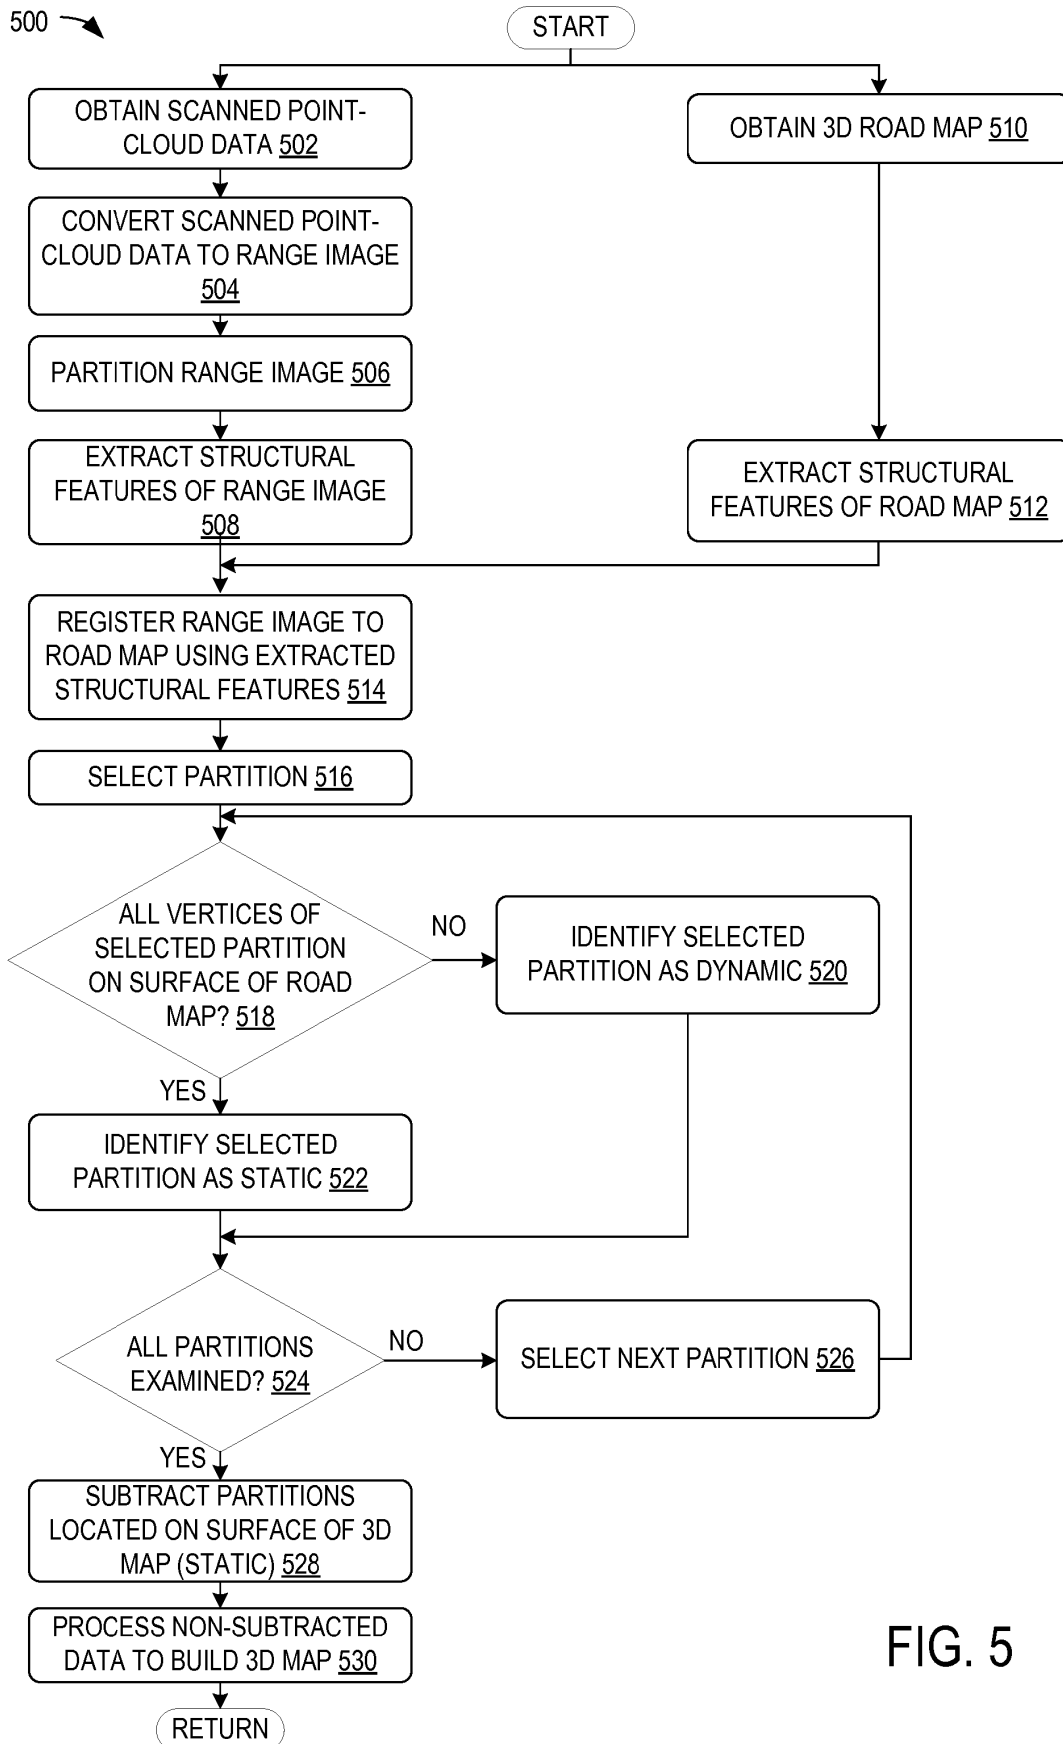 500
START
OBTAIN SCANNED POINT-
CLOUD DATA 502
OBTAIN 3D ROAD MAP 510
CONVERT SCANNED POINT-
CLOUD DATA TO RANGE IMAGE
504
PARTITION RANGE IMAGE 506
EXTRACT STRUCTURAL
FEATURES OF RANGE IMAGE
508
EXTRACT STRUCTURAL
FEATURES OF ROAD MAP 512
REGISTER RANGE IMAGE TO
ROAD MAP USING EXTRACTED
STRUCTURAL FEATURES 514
SELECT PARTITION 516
ALL VERTICES OF
SELECTED PARTITION
ON SURFACE OF ROAD
MAP? 518
NO
IDENTIFY SELECTED
PARTITION AS DYNAMIC 520
YES
IDENTIFY SELECTED
PARTITION AS STATIC 522
ALL PARTITIONS
EXAMINED? 524
NO
SELECT NEXT PARTITION 526
YES
SUBTRACT PARTITIONS
LOCATED ON SURFACE OF 3D
MAP (STATIC) 528
PROCESS NON-SUBTRACTED
DATA TO BUILD 3D MAP 530
RETURN
FIG. 5